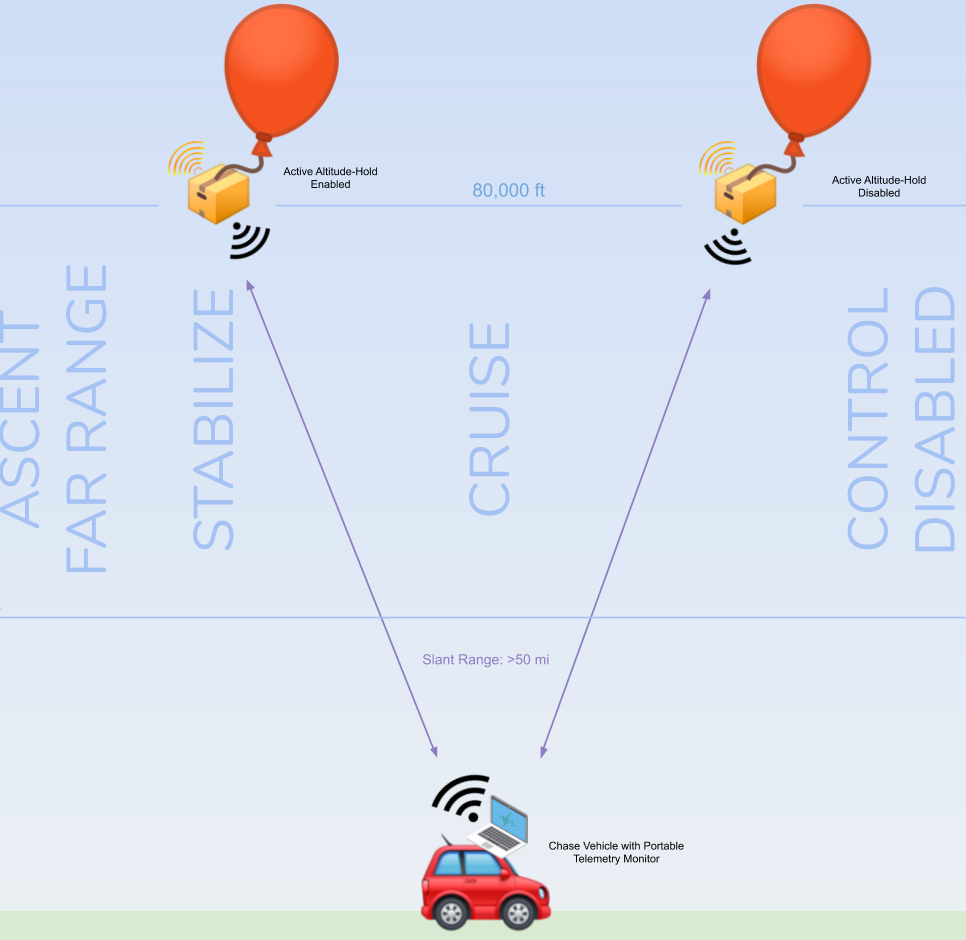 Active Altitude-Hold
Enabled
80,000 ft
Active Altitude-Hold
Disabled
ASCENT
FAR RANGE
STABILIZE
CRUISE
CONTROL
DISABLED
Slant Range: >50 mi
Chase Vehicle with Portable
Telemetry Monitor